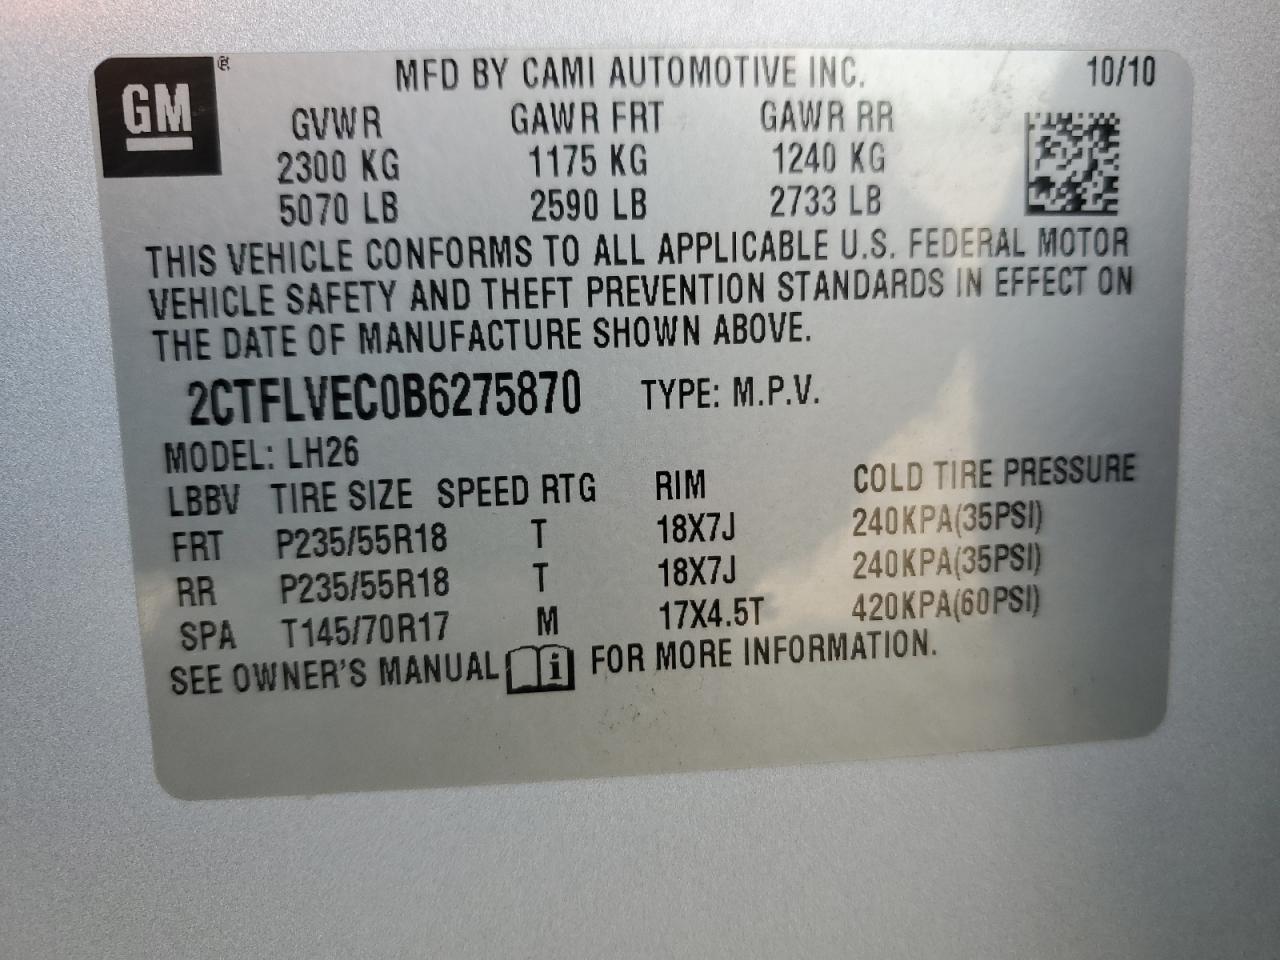 GM® MFD BY CAMI AUTOMOTIVE INC. 10/10
GVWR GAWR FRT GAWR RR
2300 KG 1175 KG 1240 KG
5070 LB 2590 LB 2733 LB
THIS VEHICLE CONFORMS TO ALL APPLICABLE U.S. FEDERAL MOTOR
VEHICLE SAFETY AND THEFT PREVENTION STANDARDS IN EFFECT ON
THE DATE OF MANUFACTURE SHOWN ABOVE.
2CTFLVEC0B6275870 TYPE: M.P.V.
MODEL: LH26
LBBV TIRE SIZE SPEED RTG RIM COLD TIRE PRESSURE
FRT P235/55R18 T 18X7J 240KPA(35PSI)
RR P235/55R18 T 18X7J 240KPA(35PSI)
SPA T145/70R17 M 17X4.5T 420KPA(60PSI)
SEE OWNER'S MANUAL i FOR MORE INFORMATION.